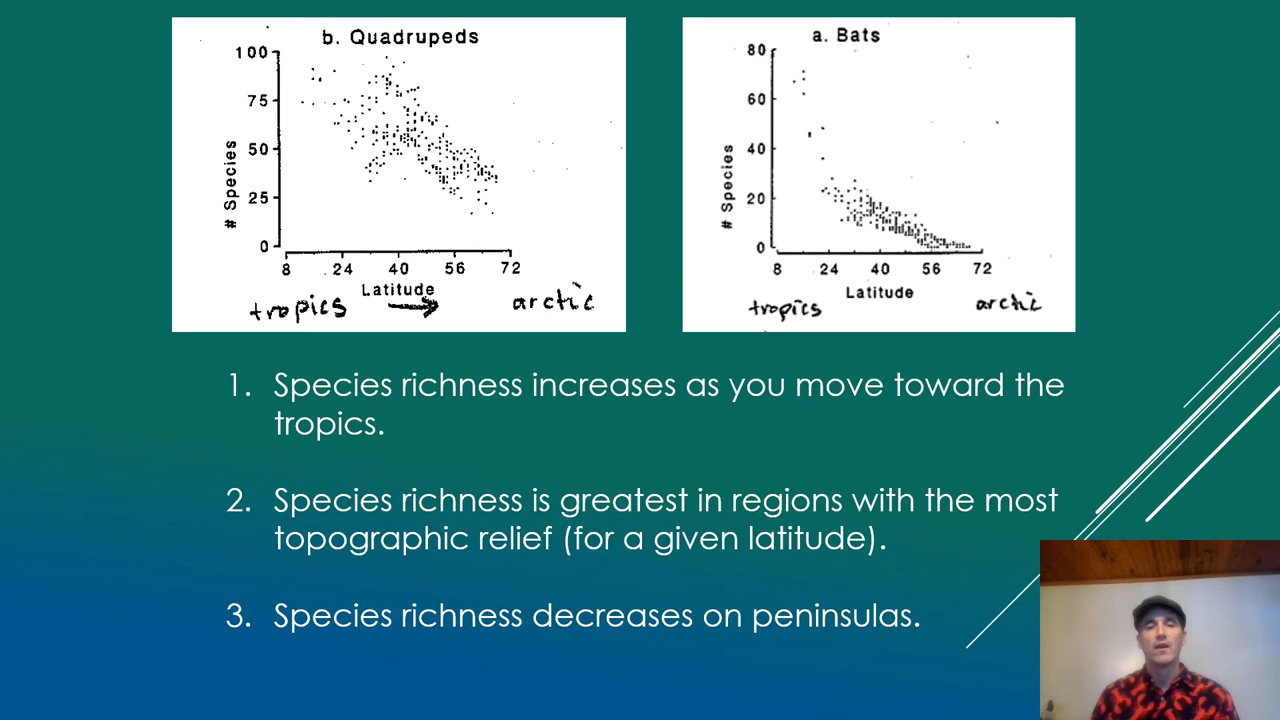 b. Quadrupeds
100
75
50
25
0
# Species
8 24 40 56 72
Latitude
tropics → arctic
a. Bats
80
60
40
20
0
# Species
8 24 40 56 72
Latitude
tropics arctic
1. Species richness increases as you move toward the
tropics.
2. Species richness is greatest in regions with the most
topographic relief (for a given latitude).
3. Species richness decreases on peninsulas.